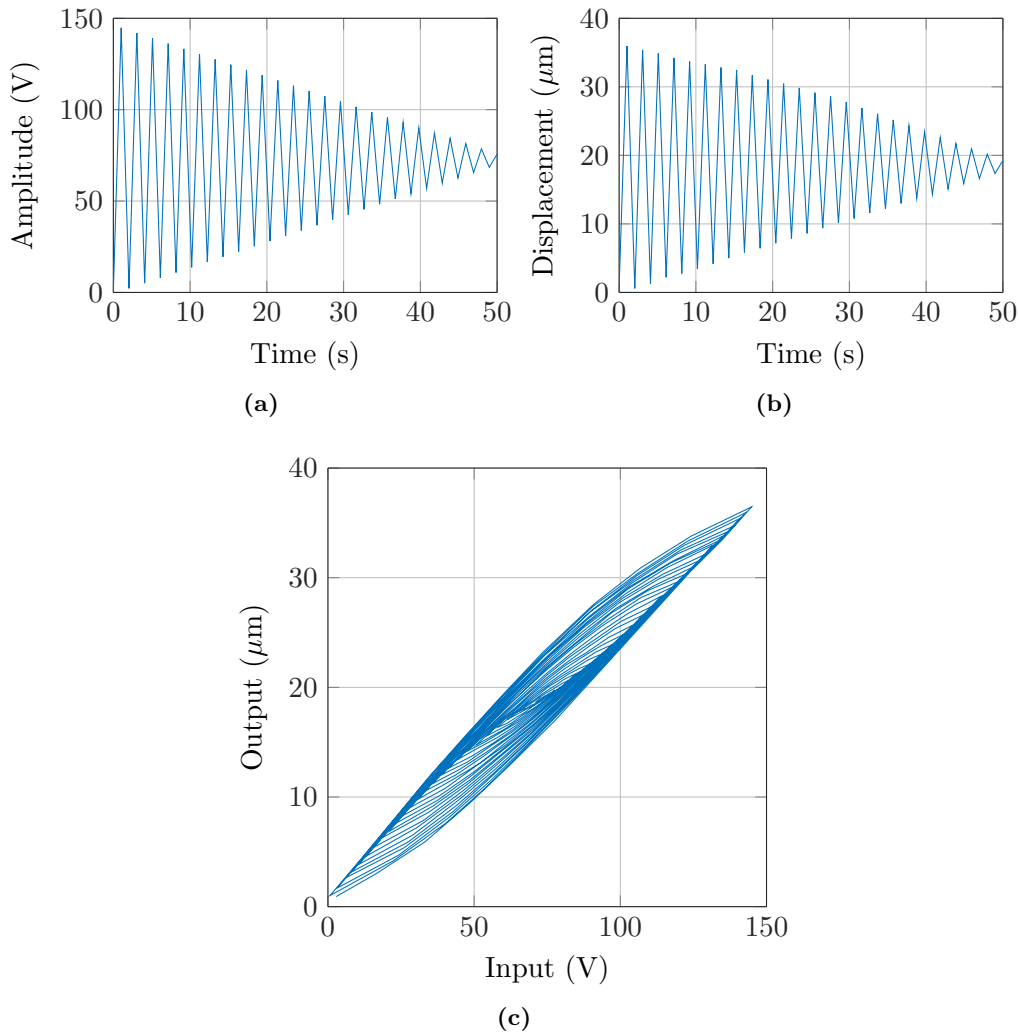 150
100
50
0
Amplitude (V)
0 10 20 30 40 50
Time (s)
(a)
40
30
20
10
0
Displacement (μm)
0 10 20 30 40 50
Time (s)
(b)
40
30
20
10
0
Output (μm)
0 50 100 150
Input (V)
(c)